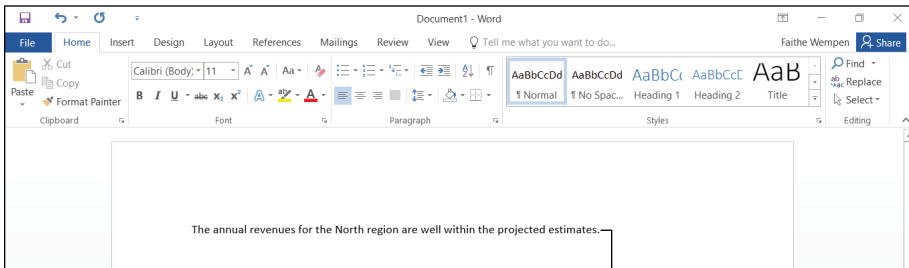 Document1 - Word
File Home Insert Design Layout References Mailings Review View Tell me what you want to do... Faithe Wempen Share
Cut
Copy
Format Painter
Paste
Calibri (Body) 11 A A Aa A
B I U abc x₂ x² A aby A
AaBbCcDd AaBbCcDd AaBbCc AaBbCcE AaB
¶ Normal ¶ No Spac... Heading 1 Heading 2 Title
Find
Replace
Select
Clipboard Font Paragraph Styles Editing
The annual revenues for the North region are well within the projected estimates.